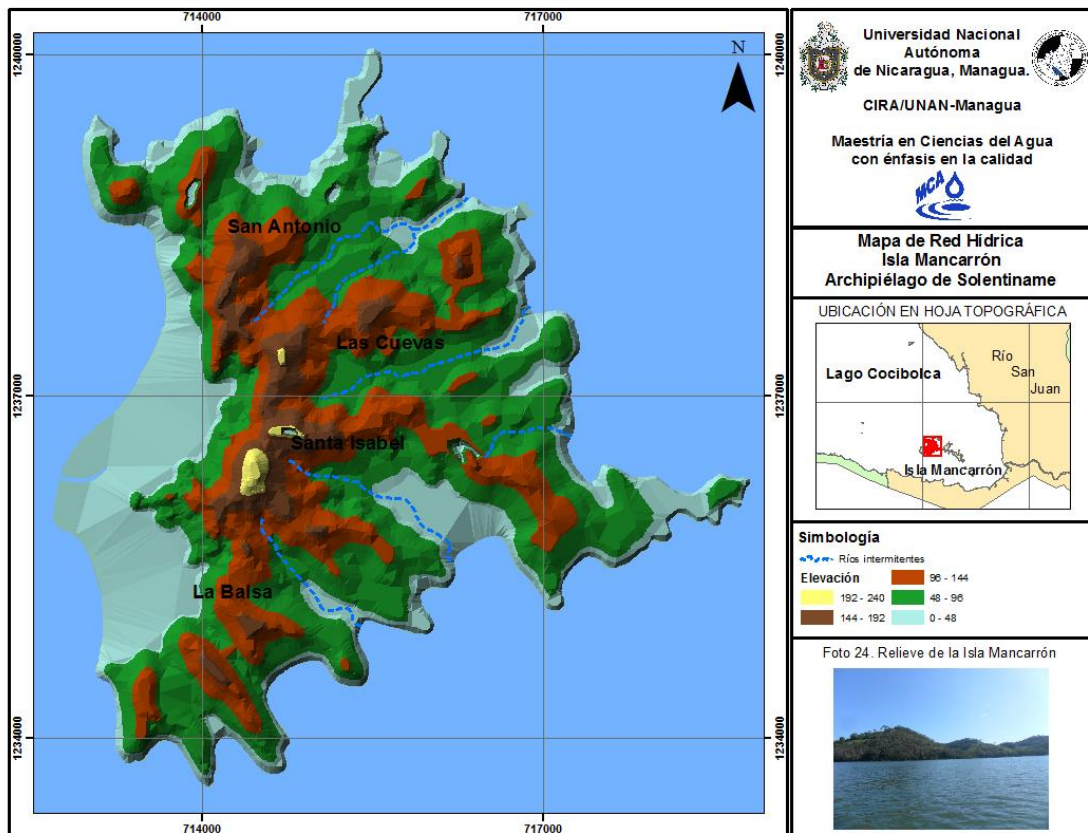 714000
717000
1240000
1240000
N
San Antonio
Las Cuevas
1237000
1237000
Santa Isabel
La Balsa
1234000
1234000
714000
717000
Universidad Nacional
Autónoma
de Nicaragua, Managua.
CIRA/UNAN-Managua
Maestría en Ciencias del Agua
con énfasis en la calidad
MCA
Mapa de Red Hídrica
Isla Mancarrón
Archipiélago de Solentiname
UBICACIÓN EN HOJA TOPOGRÁFICA
Lago Cocibolca
Río
San
Juan
Isla Mancarrón
Simbología
Ríos intermitentes
Elevación
192 - 240
144 - 192
96 - 144
48 - 96
0 - 48
Foto 24. Relieve de la Isla Mancarrón